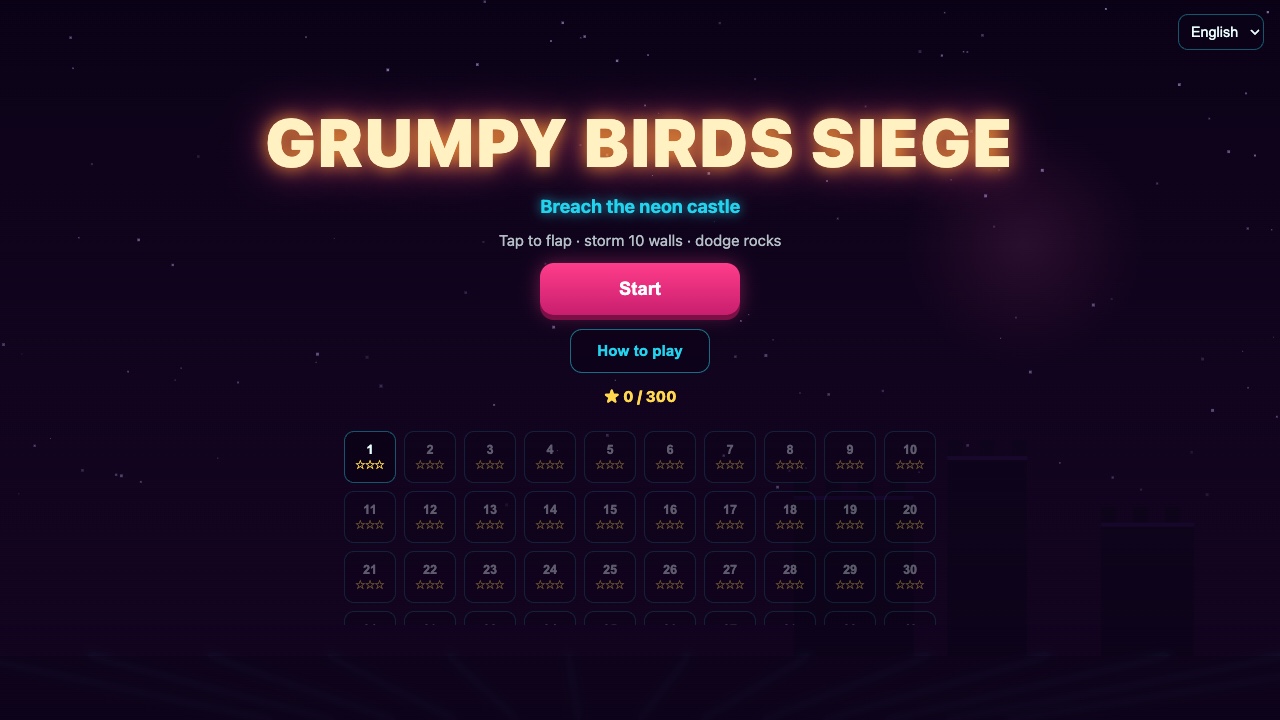 English
GRUMPY BIRDS SIEGE
Breach the neon castle
Tap to flap · storm 10 walls · dodge rocks
Start
How to play
⭐ 0 / 300
1 2 3 4 5 6 7 8 9 10
☆☆☆ ☆☆☆ ☆☆☆ ☆☆☆ ☆☆☆ ☆☆☆ ☆☆☆ ☆☆☆ ☆☆☆ ☆☆☆
11 12 13 14 15 16 17 18 19 20
☆☆☆ ☆☆☆ ☆☆☆ ☆☆☆ ☆☆☆ ☆☆☆ ☆☆☆ ☆☆☆ ☆☆☆ ☆☆☆
21 22 23 24 25 26 27 28 29 30
☆☆☆ ☆☆☆ ☆☆☆ ☆☆☆ ☆☆☆ ☆☆☆ ☆☆☆ ☆☆☆ ☆☆☆ ☆☆☆